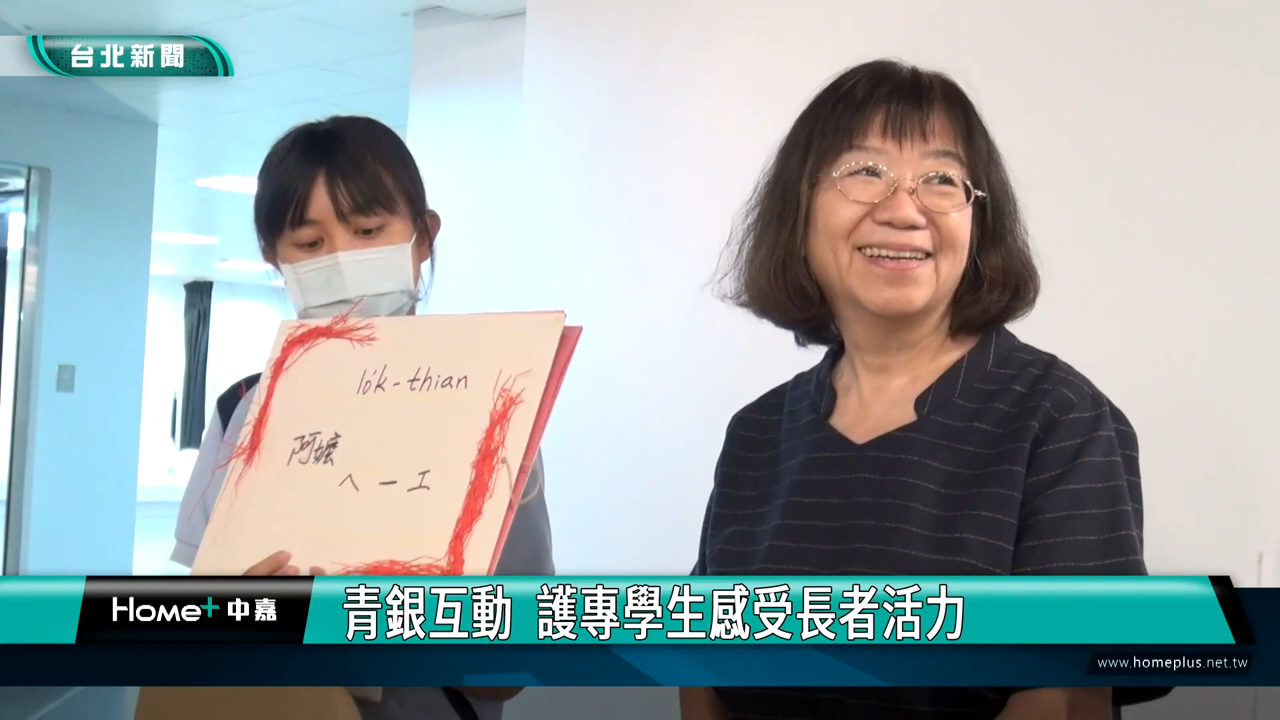 台北新聞
lo̍k-thian
阿嬤
ㄟ一工
Home+ 中嘉
青銀互動 護專學生感受長者活力
www.homeplus.net.tw